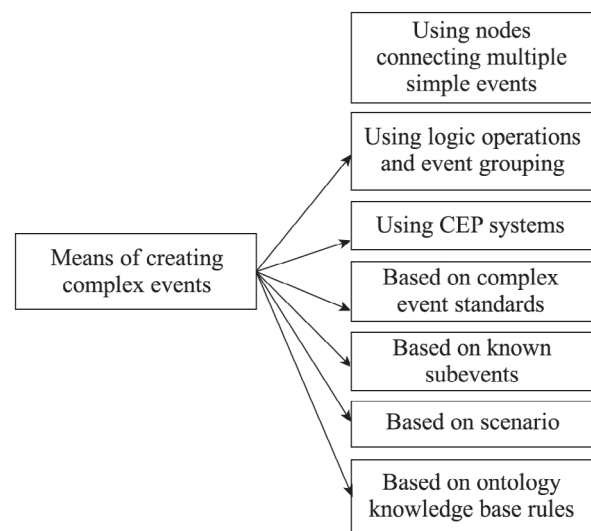 Using nodes
connecting multiple
simple events
Using logic operations
and event grouping
Using CEP systems
Means of creating
complex events
Based on complex
event standards
Based on known
subevents
Based on scenario
Based on ontology
knowledge base rules